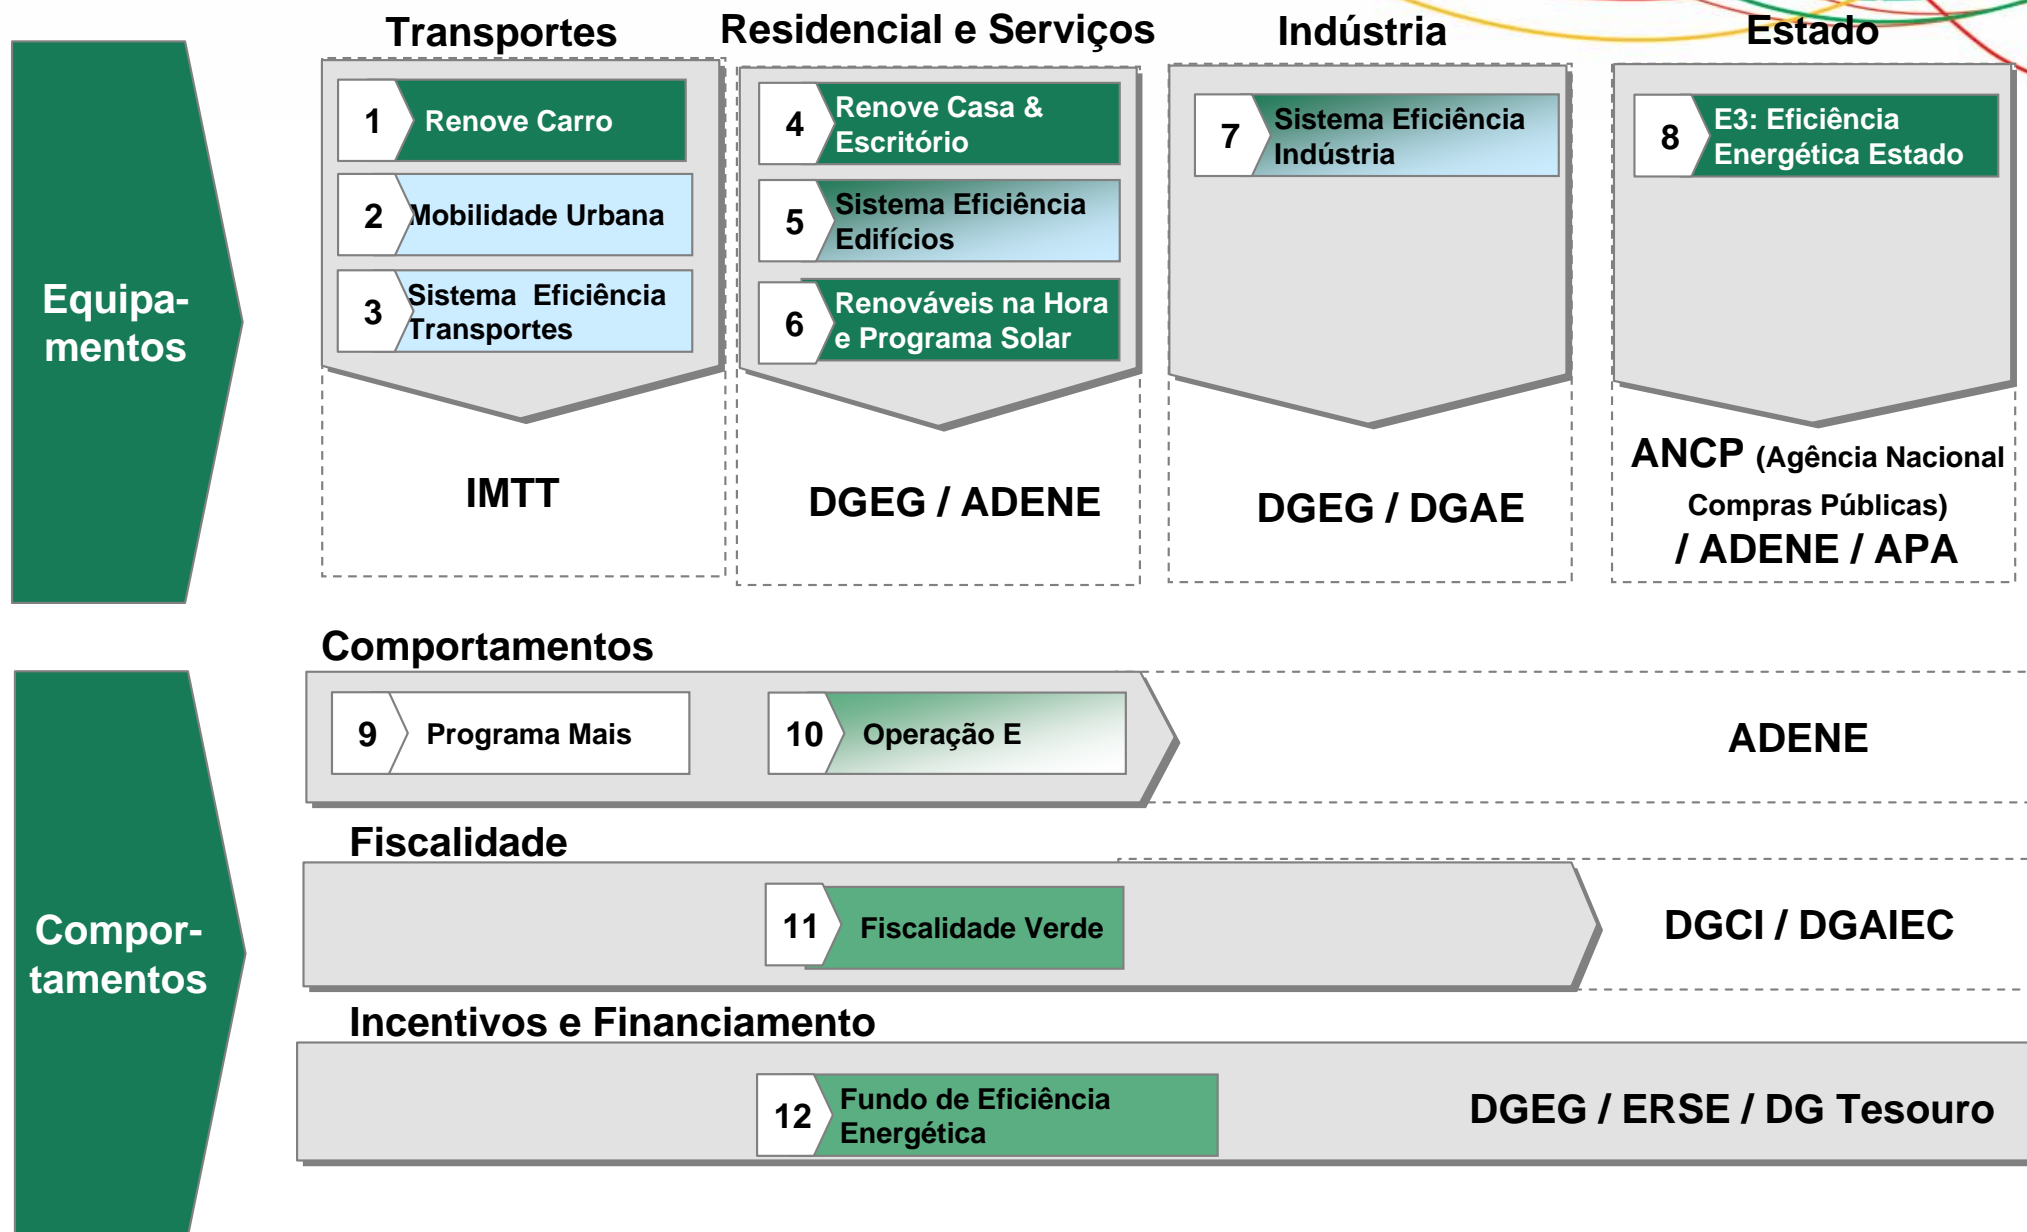 Transportes
Residencial e Serviços
Indústria
Estado
Equipa-
mentos
1
Renove Carro
2
Mobilidade Urbana
3
Sistema Eficiência
Transportes
IMTT
4
Renove Casa &
Escritório
5
Sistema Eficiência
Edifícios
6
Renováveis na Hora
e Programa Solar
DGEG / ADENE
7
Sistema Eficiência
Indústria
DGEG / DGAE
8
E3: Eficiência
Energética Estado
ANCP (Agência Nacional
Compras Públicas)
/ ADENE / APA
Compor-
tamentos
Comportamentos
9
Programa Mais
10
Operação E
ADENE
Fiscalidade
11
Fiscalidade Verde
DGCI / DGAIEC
Incentivos e Financiamento
12
Fundo de Eficiência
Energética
DGEG / ERSE / DG Tesouro